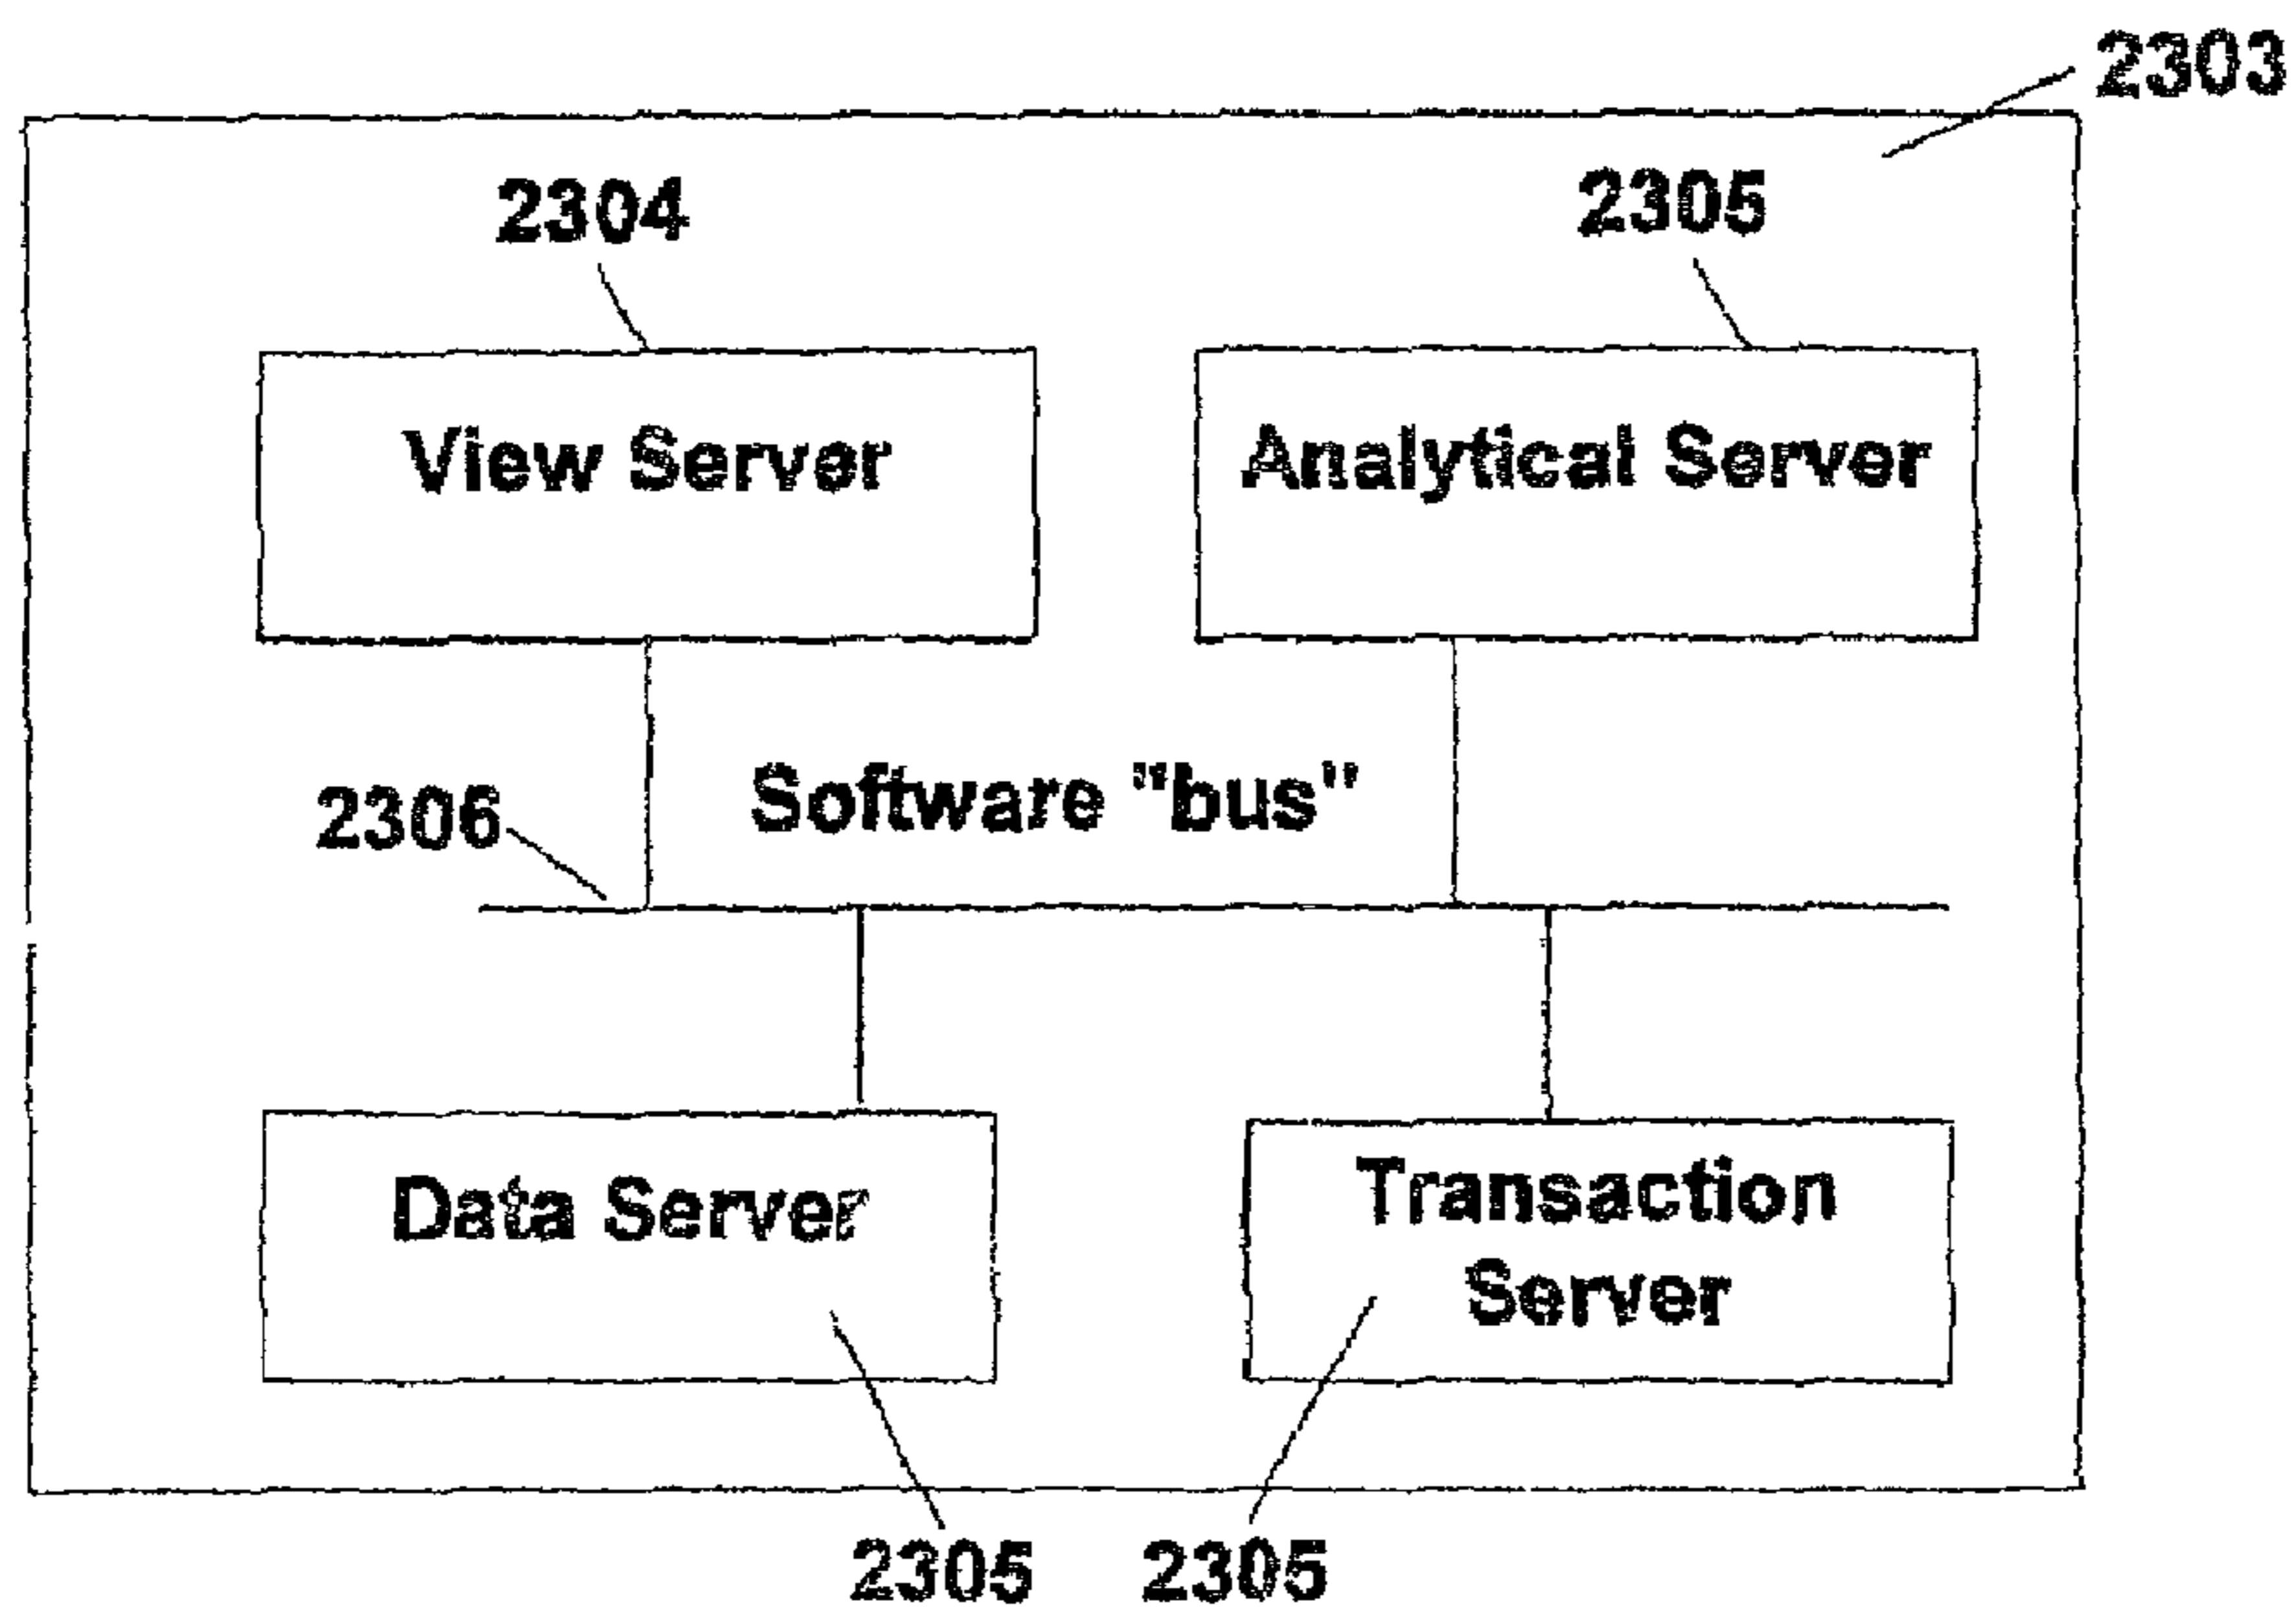 2303
2304
2305
View Server
Analytical Server
Software "bus"
2306
Data Server
Transaction
Server
2305
2305